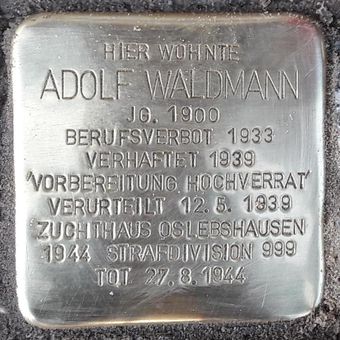 HIER WOHNTE
ADOLF WALDMANN
JG. 1900
BERUFSVERBOT 1933
VERHAFTET 1939
'VORBEREITUNG HOCHVERRAT'
VERURTEILT 12.5. 1939
ZUCHTHAUS OSLEBSHAUSEN
1944 STRAFDIVISION 999
TOT 27.8.1944